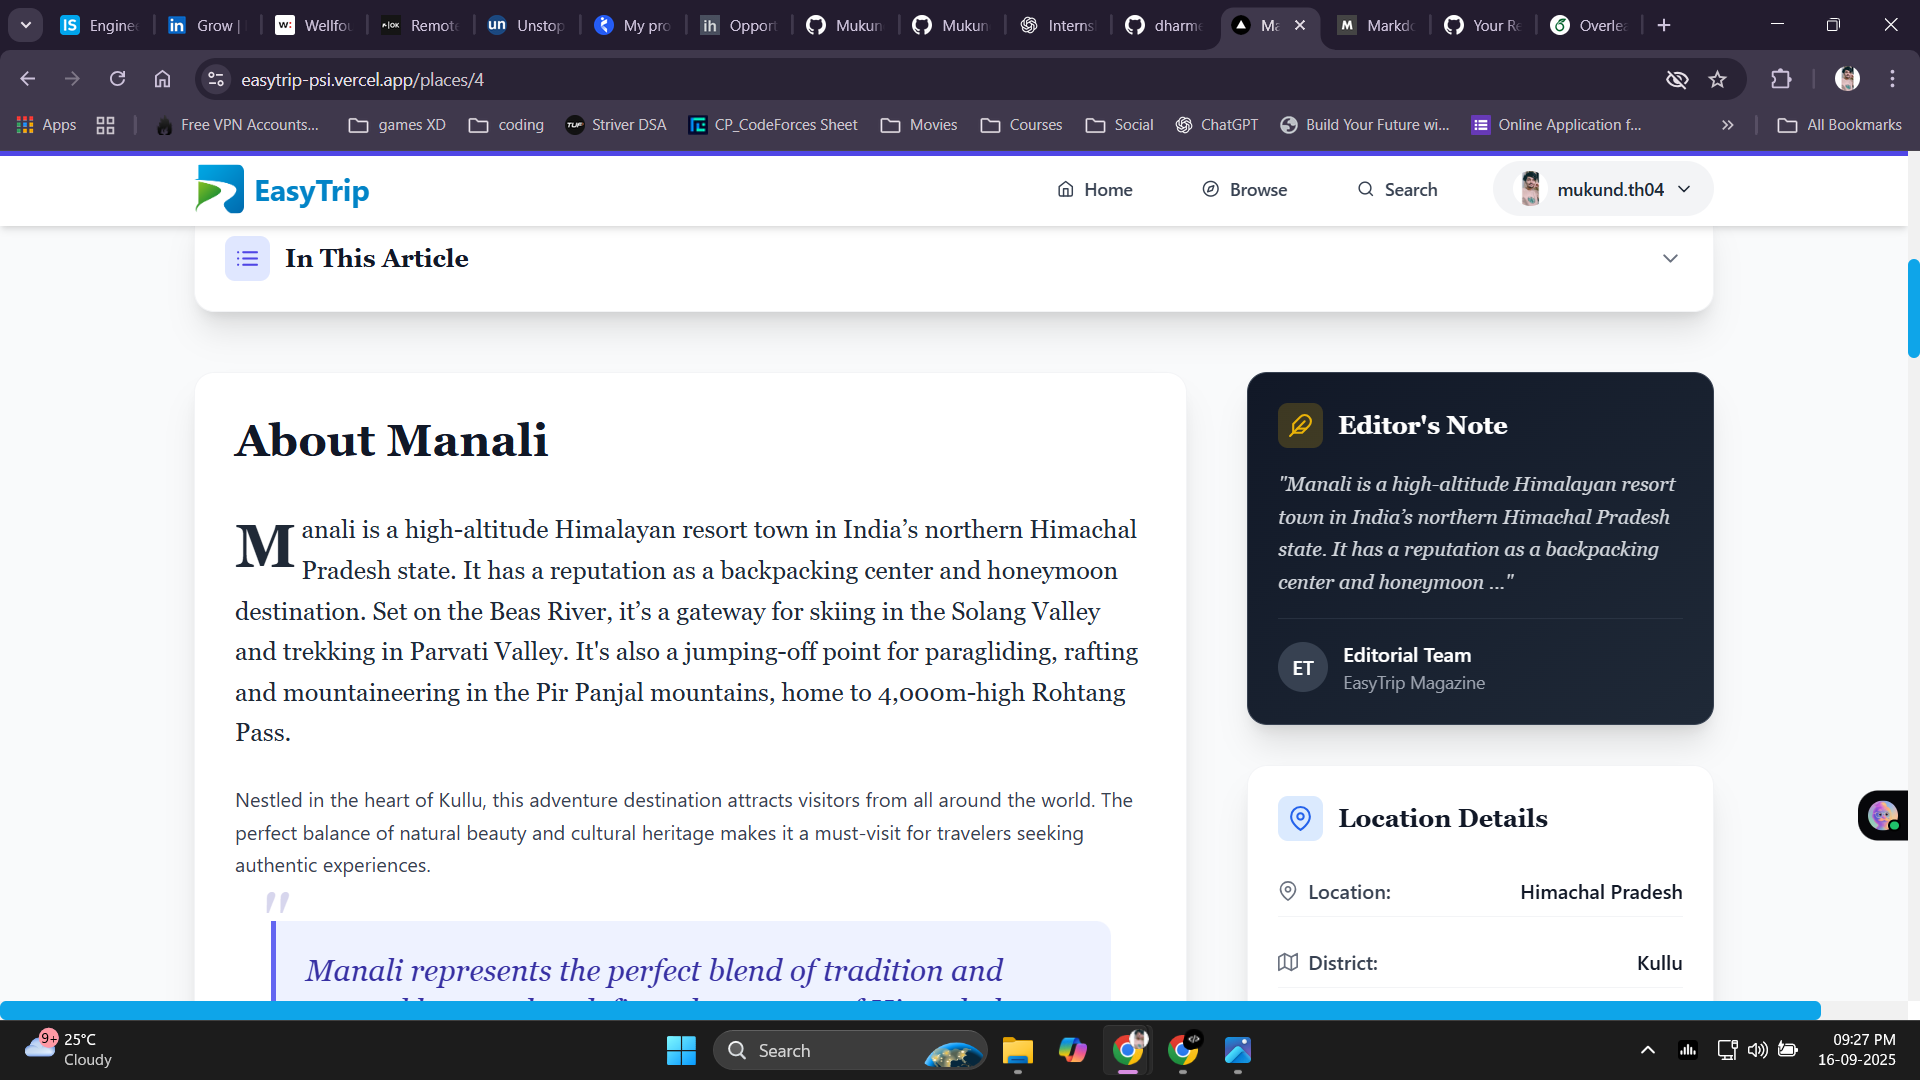 Engine
Grow |
Wellfou
Remote
Unstop
My pro
Opport
Mukun
Mukun
Interns
dharme
Ma
Markdo
Your Re
Overlea
easytrip-psi.vercel.app/places/4
Apps
Free VPN Accounts...
games XD
coding
Striver DSA
CP_CodeForces Sheet
Movies
Courses
Social
ChatGPT
Build Your Future wi...
Online Application f...
All Bookmarks
EasyTrip
Home
Browse
Search
mukund.th04
In This Article
About Manali
Manali is a high-altitude Himalayan resort town in India’s northern Himachal
Pradesh state. It has a reputation as a backpacking center and honeymoon
destination. Set on the Beas River, it’s a gateway for skiing in the Solang Valley
and trekking in Parvati Valley. It's also a jumping-off point for paragliding, rafting
and mountaineering in the Pir Panjal mountains, home to 4,000m-high Rohtang
Pass.
Nestled in the heart of Kullu, this adventure destination attracts visitors from all around the world. The
perfect balance of natural beauty and cultural heritage makes it a must-visit for travelers seeking
authentic experiences.
"
Manali represents the perfect blend of tradition and
Editor's Note
"Manali is a high-altitude Himalayan resort
town in India’s northern Himachal Pradesh
state. It has a reputation as a backpacking
center and honeymoon ..."
ET
Editorial Team
EasyTrip Magazine
Location Details
Location:
Himachal Pradesh
District:
Kullu
9+
25°C
Cloudy
Search
09:27 PM
16-09-2025